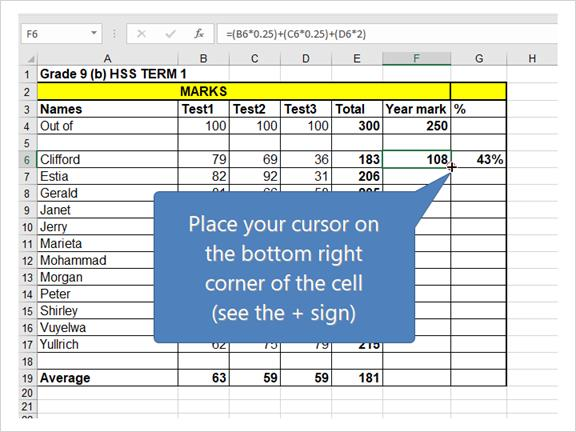 F6 =(B6*0.25)+(C6*0.25)+(D6*2)
A B C D E F G H
1 Grade 9 (b) HSS TERM 1
2 MARKS
3 Names Test1 Test2 Test3 Total Year mark %
4 Out of 100 100 100 300 250
5
6 Clifford 79 69 36 183 108 43%
7 Estia 82 92 31 206
8 Gerald
9 Janet
10 Jerry
11 Marieta
12 Mohammad
13 Morgan
14 Peter
15 Shirley
16 Vuyelwa
17 Yullrich 62 75 79 215
18
19 Average 63 59 59 181
20
21
Place your cursor on
the bottom right
corner of the cell
(see the + sign)